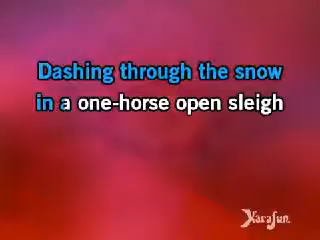 Dashing through the snow
in a one-horse open sleigh
KaraFun